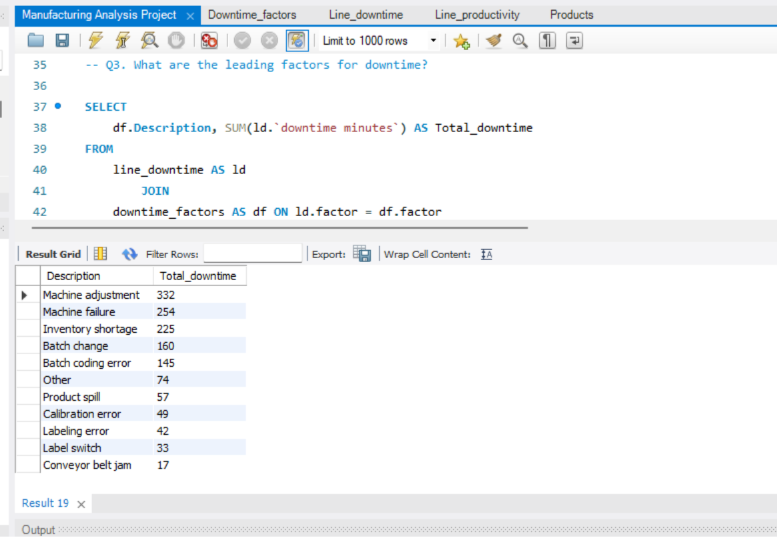 Manufacturing Analysis Project × Downtime_factors Line_downtime Line_productivity Products
Limit to 1000 rows
35 -- Q3. What are the leading factors for downtime?
36
37 SELECT
38 df.Description, SUM(ld.`downtime minutes`) AS Total_downtime
39 FROM
40 line_downtime AS ld
41 JOIN
42 downtime_factors AS df ON ld.factor = df.factor
Result Grid Filter Rows: Export: Wrap Cell Content: IA
Description Total_downtime
Machine adjustment 332
Machine failure 254
Inventory shortage 225
Batch change 160
Batch coding error 145
Other 74
Product spill 57
Calibration error 49
Labeling error 42
Label switch 33
Conveyor belt jam 17
Result 19 ×
Output